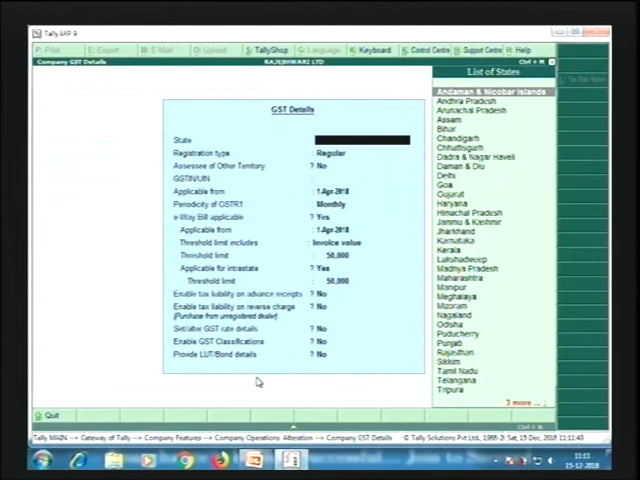 Tally.ERP 9
P: Print E: Export M: E-Mail O: Upload S: TallyShop G: Language K: Keyboard K: Control Centre H: Support Centre H: Help
Company GST Details RAJESHWARI LTD Ctrl + M
GST Details
State
Registration type : Regular
Assessee of Other Territory ? No
GSTIN/UIN :
Applicable from : 1-Apr-2018
Periodicity of GSTR1 : Monthly
e-Way Bill applicable ? Yes
Applicable from : 1-Apr-2018
Threshold limit includes : Invoice value
Threshold limit : 50,000
Applicable for intrastate ? Yes
Threshold limit : 50,000
Enable tax liability on advance receipts ? No
Enable tax liability on reverse charge ? No
(Purchase from unregistered dealer)
Set/alter GST rate details ? No
Enable GST Classifications ? No
Provide LUT/Bond details ? No
List of States
Andaman & Nicobar Islands
Andhra Pradesh
Arunachal Pradesh
Assam
Bihar
Chandigarh
Chhattisgarh
Dadra & Nagar Haveli
Daman & Diu
Delhi
Goa
Gujarat
Haryana
Himachal Pradesh
Jammu & Kashmir
Jharkhand
Karnataka
Kerala
Lakshadweep
Madhya Pradesh
Maharashtra
Manipur
Meghalaya
Mizoram
Nagaland
Odisha
Puducherry
Punjab
Rajasthan
Sikkim
Tamil Nadu
Telangana
Tripura
3 more ...
Q: Quit
Ctrl + N
Tally MAIN --> Gateway of Tally --> Company Features --> Company Operations Alteration --> Company GST Details © Tally Solutions Pvt Ltd., 1988-2 Sat, 15 Dec, 2018 11:11:49
11:11
15-12-2018